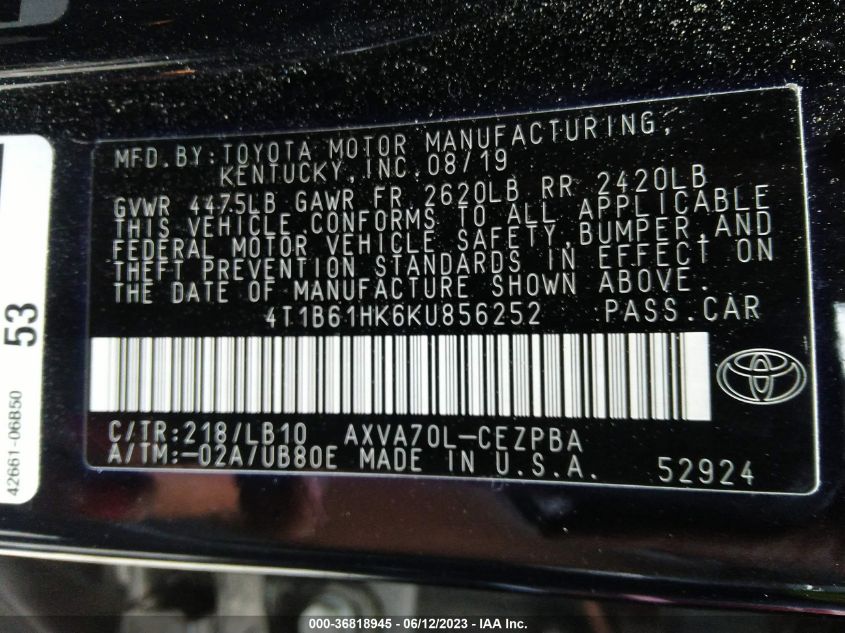 MFD.BY:TOYOTA MOTOR MANUFACTURING,
KENTUCKY,INC.08/19
GVWR 4475LB GAWR FR 2620LB RR 2420LB
THIS VEHICLE CONFORMS TO ALL APPLICABLE
FEDERAL MOTOR VEHICLE SAFETY,BUMPER,AND
THEFT PREVENTION STANDARDS IN EFFECT ON
THE DATE OF MANUFACTURE SHOWN ABOVE.
4T1B61HK6KU856252 PASS.CAR
C/TR:218/LB10 AXVA70L-CEZPBA
A/TM:-02A/UB80E MADE IN U.S.A. 52924
53
42661-06B50
000-36818945 - 06/12/2023 - IAA Inc.